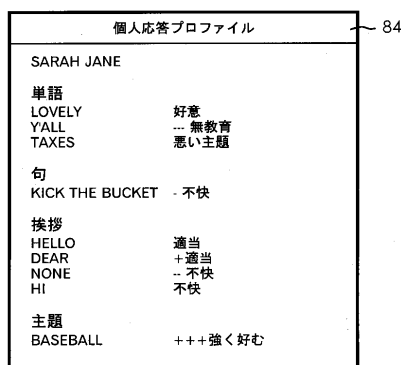 個人応答プロファイル
84
SARAH JANE
単語
LOVELY 好意
Y'ALL --- 無教育
TAXES 悪い主題
句
KICK THE BUCKET - 不快
挨拶
HELLO 適当
DEAR +適当
NONE -- 不快
HI 不快
主題
BASEBALL +++強く好む